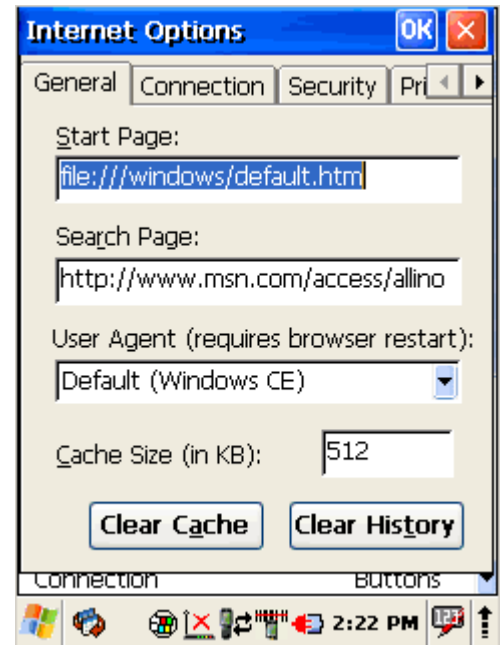 Internet Options OK
General Connection Security Pri
Start Page:
file:///windows/default.htm
Search Page:
http://www.msn.com/access/allino
User Agent (requires browser restart):
Default (Windows CE)
Cache Size (in KB): 512
Clear Cache Clear History
Connection Buttons
2:22 PM